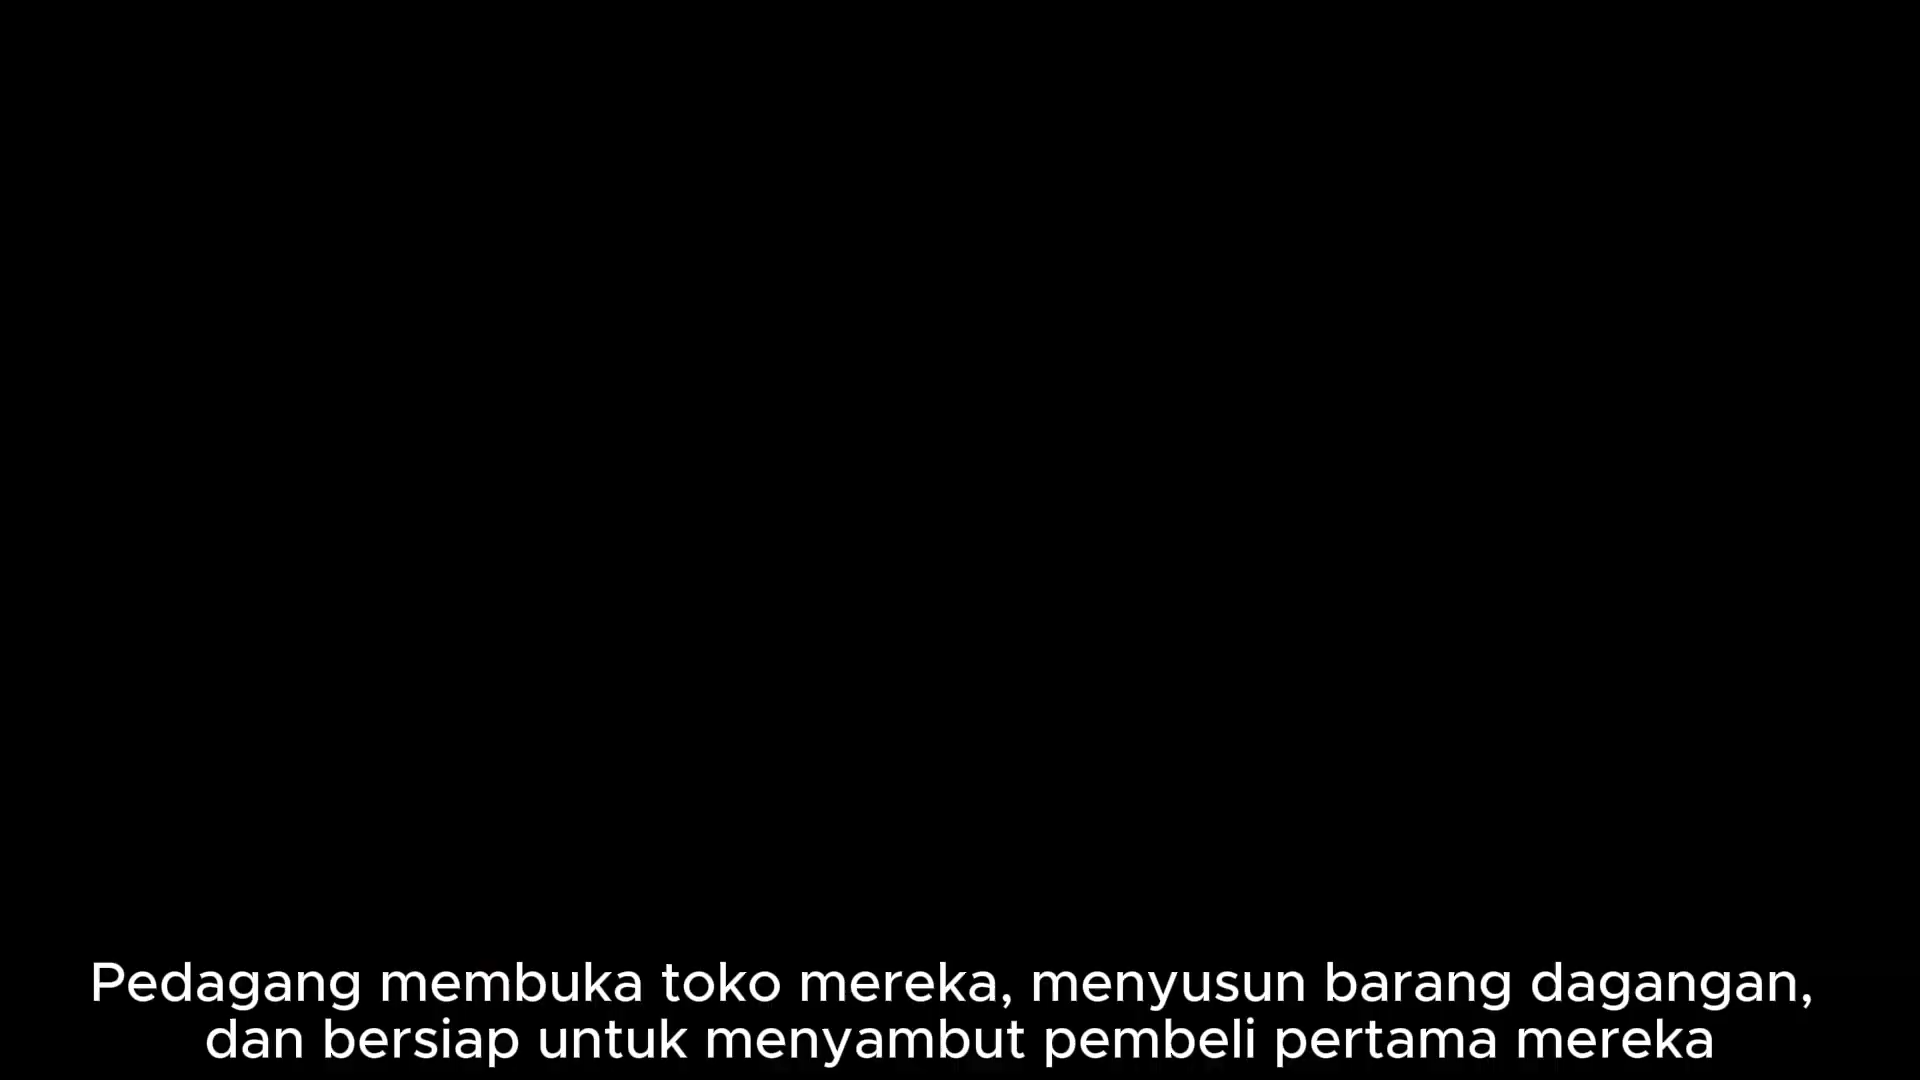 Pedagang membuka toko mereka, menyusun barang dagangan,
dan bersiap untuk menyambut pembeli pertama mereka